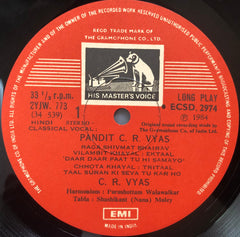 REGD TRADE MARK OF
THE GRAMOPHONE CO., LTD.
HIS MASTER'S VOICE
33 1/3 r.p.m.
2YJW. 773
(34 539) 1
LONG PLAY
ECSD. 2974
℗ 1984
HINDI STEREO
CLASSICAL VOCAL:
Original sound recording made by
The Gramophone Co. of India Ltd.
PANDIT C. R. VYAS
RAGA SHIVMAT BHAIRAV
VILAMBIT KHAYAL: EKTAAL
'DAAR DAAR PAAT TU HI SAMAYO'
CHHOTA KHAYAL: TRITAAL
TAAL SURAN KI SEVA TU KAR HO
C. R. VYAS
Harmonium: Purushottam Walawalkar
Tabla: Shashikant (Nana) Muley
EMI
MADE IN INDIA